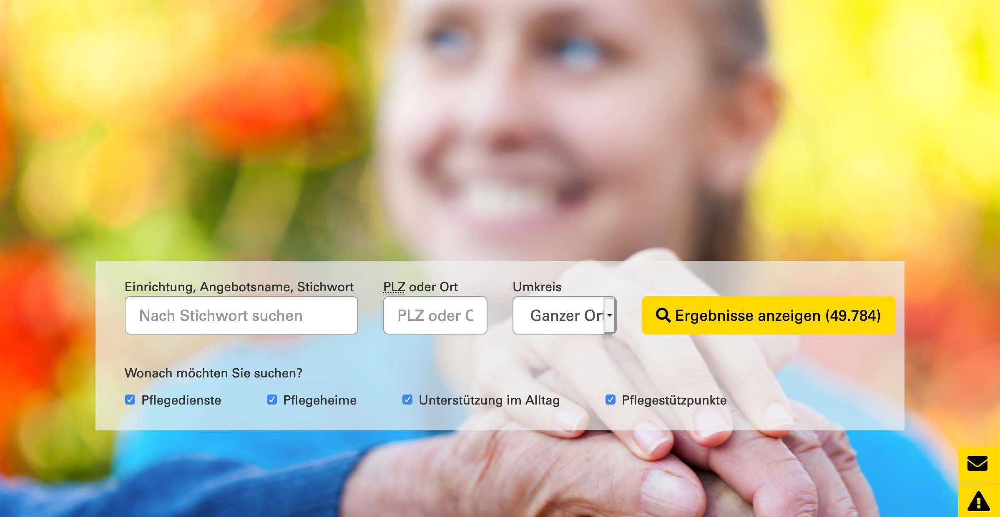 Einrichtung, Angebotsname, Stichwort
PLZ oder Ort
Umkreis
Nach Stichwort suchen
PLZ oder O
Ganzer Ort
Ergebnisse anzeigen (49.784)
Wonach möchten Sie suchen?
Pflegedienste
Pflegeheime
Unterstützung im Alltag
Pflegestützpunkte